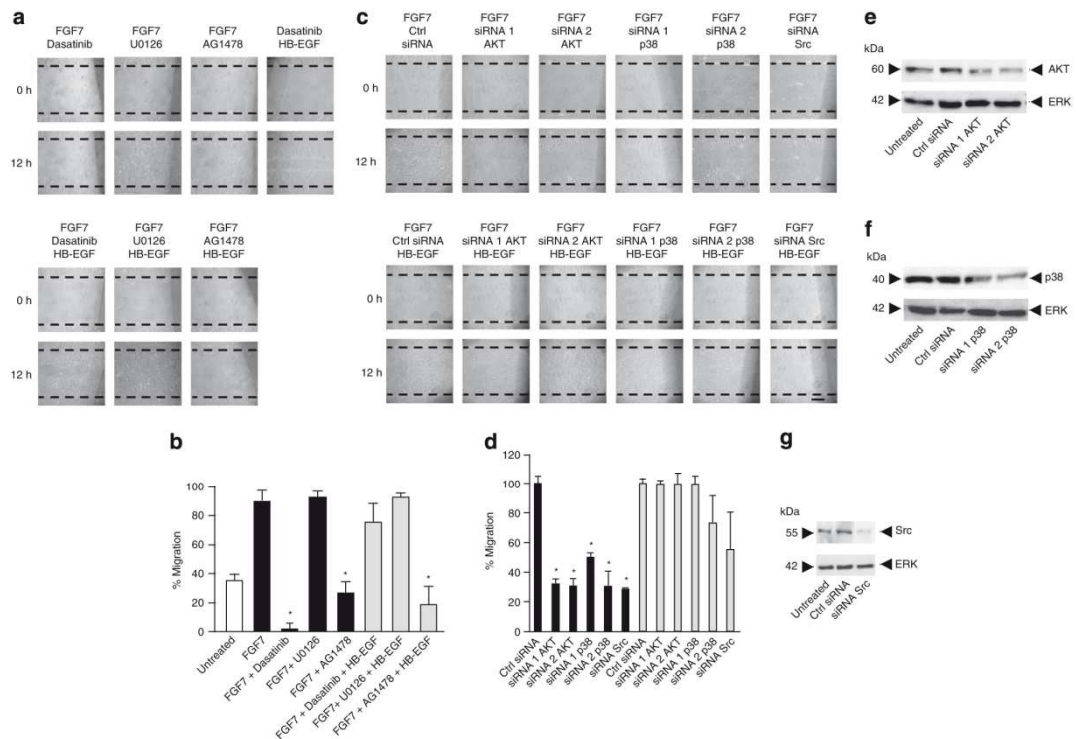 a
FGF7
Dasatinib
FGF7
U0126
FGF7
AG1478
Dasatinib
HB-EGF
0 h
12 h
FGF7
Dasatinib
HB-EGF
FGF7
U0126
HB-EGF
FGF7
AG1478
HB-EGF
0 h
12 h
c
FGF7
Ctrl
siRNA
FGF7
siRNA 1
AKT
FGF7
siRNA 2
AKT
FGF7
siRNA 1
p38
FGF7
siRNA 2
p38
FGF7
siRNA
Src
0 h
12 h
FGF7
Ctrl siRNA
HB-EGF
FGF7
siRNA 1 AKT
HB-EGF
FGF7
siRNA 2 AKT
HB-EGF
FGF7
siRNA 1 p38
HB-EGF
FGF7
siRNA 2 p38
HB-EGF
FGF7
siRNA Src
HB-EGF
0 h
12 h
e
kDa
60
AKT
42
ERK
Untreated
Ctrl siRNA
siRNA 1 AKT
siRNA 2 AKT
f
kDa
40
p38
42
ERK
Untreated
Ctrl siRNA
siRNA 1 p38
siRNA 2 p38
b
% Migration
100
80
60
40
20
0
*
*
*
Untreated
FGF7
FGF7 + Dasatinib
FGF7+ U0126
FGF7 + AG1478
FGF7 + Dasatinib + HB-EGF
FGF7+ U0126 + HB-EGF
FGF7 + AG1478 + HB-EGF
d
% Migration
120
100
80
60
40
20
0
*
*
*
*
*
Ctrl siRNA
siRNA 1 AKT
siRNA 2 AKT
siRNA 1 p38
siRNA 2 p38
siRNA Src
Ctrl siRNA
siRNA 1 AKT
siRNA 2 AKT
siRNA 1 p38
siRNA 2 p38
siRNA Src
g
kDa
55
Src
42
ERK
Untreated
Ctrl siRNA
siRNA Src